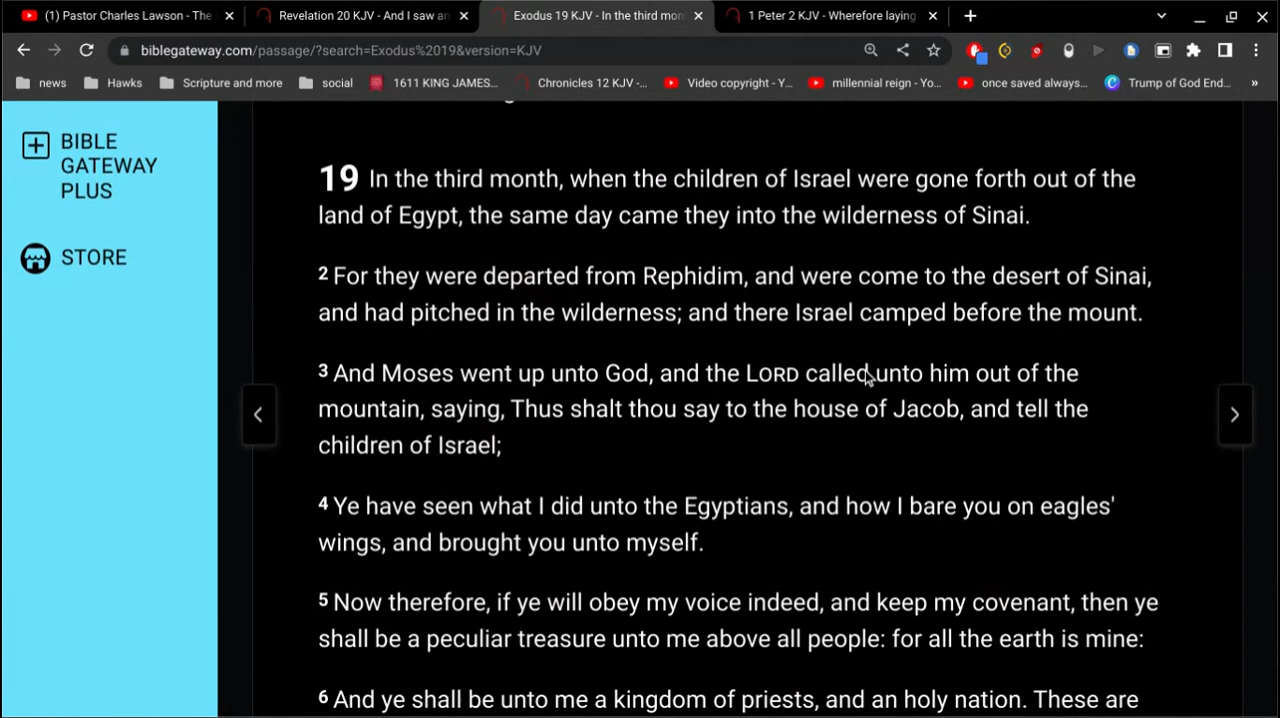 (1) Pastor Charles Lawson - The
Revelation 20 KJV - And I saw an
Exodus 19 KJV - In the third mon
1 Peter 2 KJV - Wherefore laying
biblegateway.com/passage/?search=Exodus%2019&version=KJV
news
Hawks
Scripture and more
social
1611 KING JAMES...
Chronicles 12 KJV -...
Video copyright - Y...
millennial reign - Yo...
once saved always...
Trump of God End...
»
BIBLE
GATEWAY
PLUS
STORE
19 In the third month, when the children of Israel were gone forth out of the
land of Egypt, the same day came they into the wilderness of Sinai.
2 For they were departed from Rephidim, and were come to the desert of Sinai,
and had pitched in the wilderness; and there Israel camped before the mount.
3 And Moses went up unto God, and the LORD called unto him out of the
mountain, saying, Thus shalt thou say to the house of Jacob, and tell the
children of Israel;
4 Ye have seen what I did unto the Egyptians, and how I bare you on eagles'
wings, and brought you unto myself.
5 Now therefore, if ye will obey my voice indeed, and keep my covenant, then ye
shall be a peculiar treasure unto me above all people: for all the earth is mine:
6 And ye shall be unto me a kingdom of priests, and an holy nation. These are